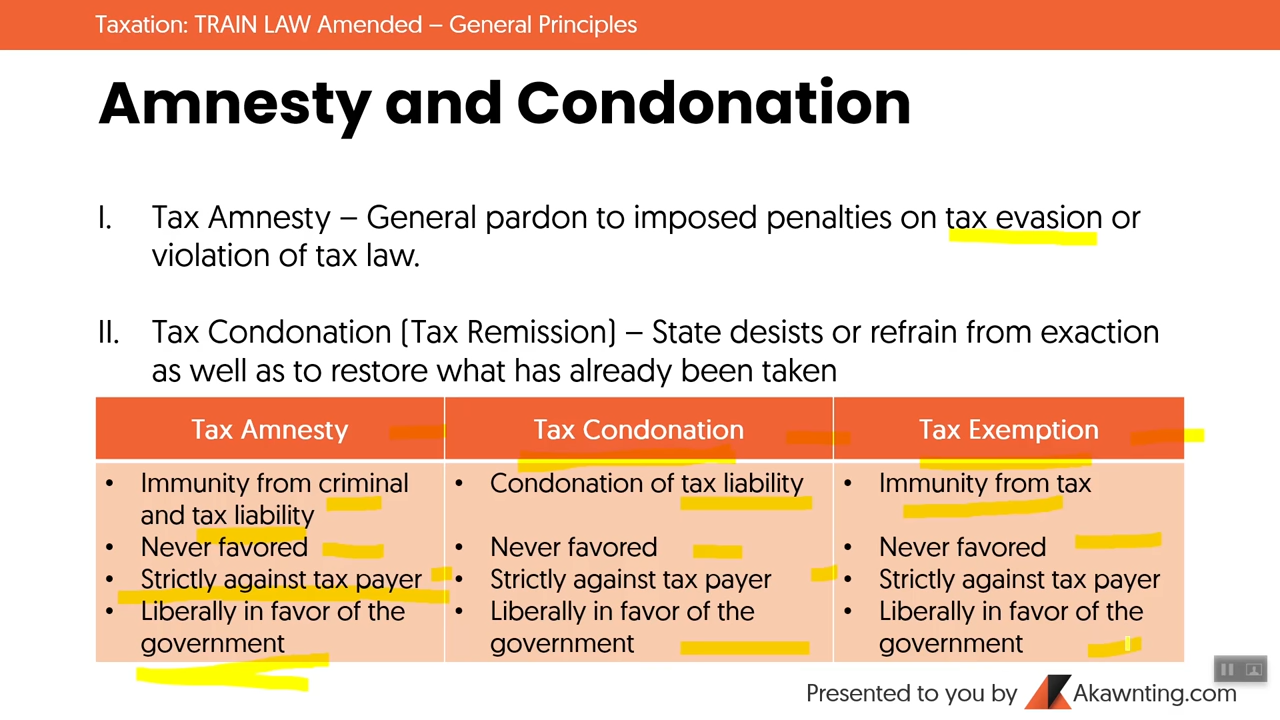 Taxation: TRAIN LAW Amended – General Principles
Amnesty and Condonation
I. Tax Amnesty – General pardon to imposed penalties on tax evasion or
violation of tax law.
II. Tax Condonation (Tax Remission) – State desists or refrain from exaction
as well as to restore what has already been taken
Tax Amnesty
• Immunity from criminal
and tax liability
• Never favored
• Strictly against tax payer
• Liberally in favor of the
government
Tax Condonation
• Condonation of tax liability
• Never favored
• Strictly against tax payer
• Liberally in favor of the
government
Tax Exemption
• Immunity from tax
• Never favored
• Strictly against tax payer
• Liberally in favor of the
government
Presented to you by Akawnting.com